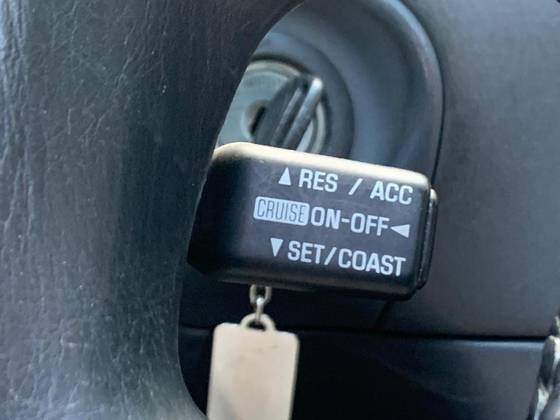 ▲ RES / ACC
CRUISE ON-OFF ◀
▼ SET/COAST